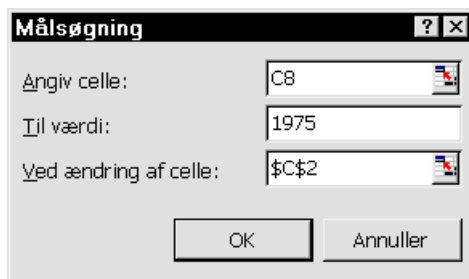 Målsøgning
Angiv celle: C8
Til værdi: 1975
Ved ændring af celle: $C$2
OK Annuller